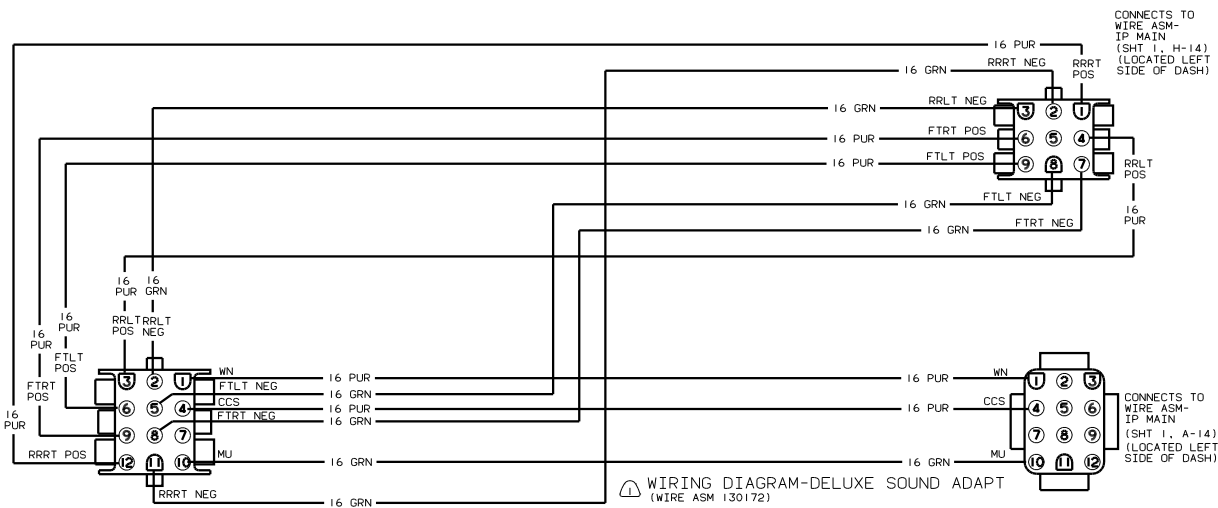 CONNECTS TO
WIRE ASM-
IP MAIN
(SHT 1, H-14)
(LOCATED LEFT
SIDE OF DASH)
16 PUR
RRRT NEG
16 GRN
RRRT
POS
16 GRN
RRLT NEG
3 2 1
16 PUR
FTRT POS
6 5 4
16 PUR
FTLT POS
9 8 7
RRLT
POS
16 GRN
FTLT NEG
16
PUR
16 GRN
FTRT NEG
16
PUR
16
GRN
16
PUR
16
PUR
RRLT
POS
RRLT
NEG
FTLT
POS
FTRT
POS
16
PUR
3 2 1
WN
16 PUR
16 PUR
WN
1 2 3
FTLT NEG
16 GRN
6 5 4
CCS
16 PUR
16 PUR
CCS
4 5 6
FTRT NEG
16 GRN
9 8 7
7 8 9
CONNECTS TO
WIRE ASM-
IP MAIN
(SHT 1, A-14)
(LOCATED LEFT
SIDE OF DASH)
RRRT POS
12 11 10
MU
16 GRN
16 GRN
MU
10 11 12
RRRT NEG
16 GRN
1 WIRING DIAGRAM-DELUXE SOUND ADAPT
(WIRE ASM 130172)